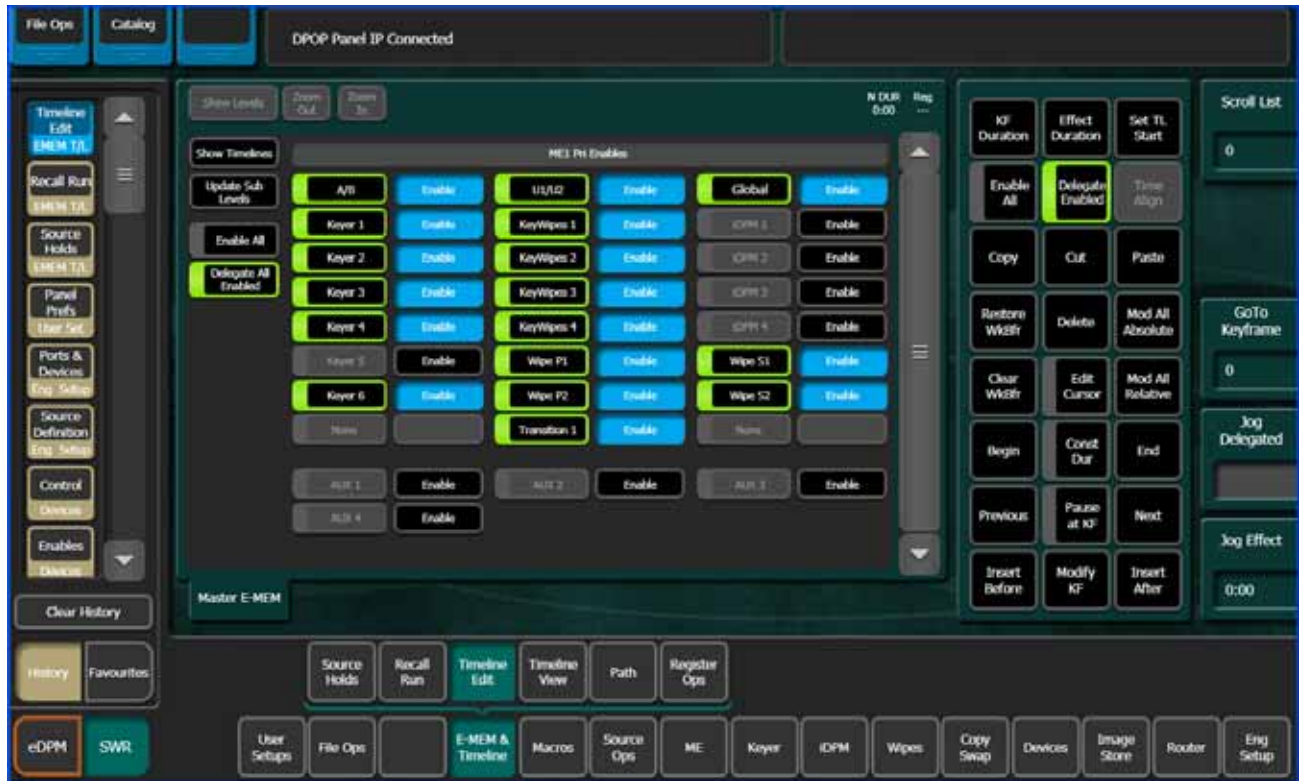 File Ops
Catalog
DPOP Panel IP Connected
Timeline
Edit
EMEM T/L
Recall Run
EMEM T/L
Source
Holds
EMEM T/L
Panel
Prefs
User Set.
Ports &
Devices
Eng. Setup
Source
Definition
Eng. Setup
Control
Devices
Enables
Devices
Clear History
History
Favourites
eDPM
SWR
Show Levels
Zoom
Out
Zoom
In
N DUR
0:00
Reg
---
Show Timelines
Update Sub
Levels
Enable All
Delegate All
Enabled
ME1 Pri Enables
A/B Enable U1/U2 Enable Global Enable
Keyer 1 Enable KeyWipes 1 Enable iDPM 1 Enable
Keyer 2 Enable KeyWipes 2 Enable iDPM 2 Enable
Keyer 3 Enable KeyWipes 3 Enable iDPM 3 Enable
Keyer 4 Enable KeyWipes 4 Enable iDPM 4 Enable
Keyer 5 Enable Wipe P1 Enable Wipe S1 Enable
Keyer 6 Enable Wipe P2 Enable Wipe S2 Enable
None Transition 1 Enable None
AUX 1 Enable AUX 2 Enable AUX 3 Enable
AUX 4 Enable
Master E-MEM
KF
Duration
Effect
Duration
Set TL
Start
Enable
All
Delegate
Enabled
Time
Align
Copy
Cut
Paste
Restore
WkBfr
Delete
Mod All
Absolute
Clear
WkBfr
Edit
Cursor
Mod All
Relative
Begin
Const
Dur
End
Previous
Pause
at KF
Next
Insert
Before
Modify
KF
Insert
After
Scroll List
0
GoTo
Keyframe
0
Jog
Delegated
Jog Effect
0:00
Source
Holds
Recall
Run
Timeline
Edit
Timeline
View
Path
Register
Ops
User
Setups
File Ops
E-MEM &
Timeline
Macros
Source
Ops
ME
Keyer
iDPM
Wipes
Copy
Swap
Devices
Image
Store
Router
Eng
Setup